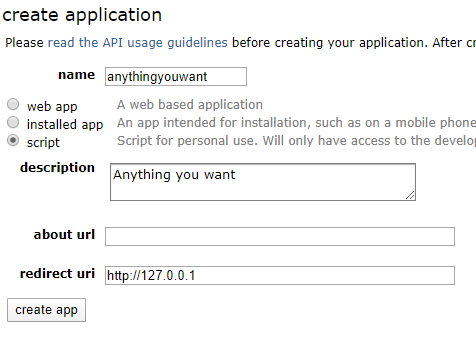 create application
Please read the API usage guidelines before creating your application. After
name anythingyouwant
web app A web based application
installed app An app intended for installation, such as on a mobile phone
script Script for personal use. Will only have access to the
description Anything you want
about url
redirect uri http://127.0.0.1
create app